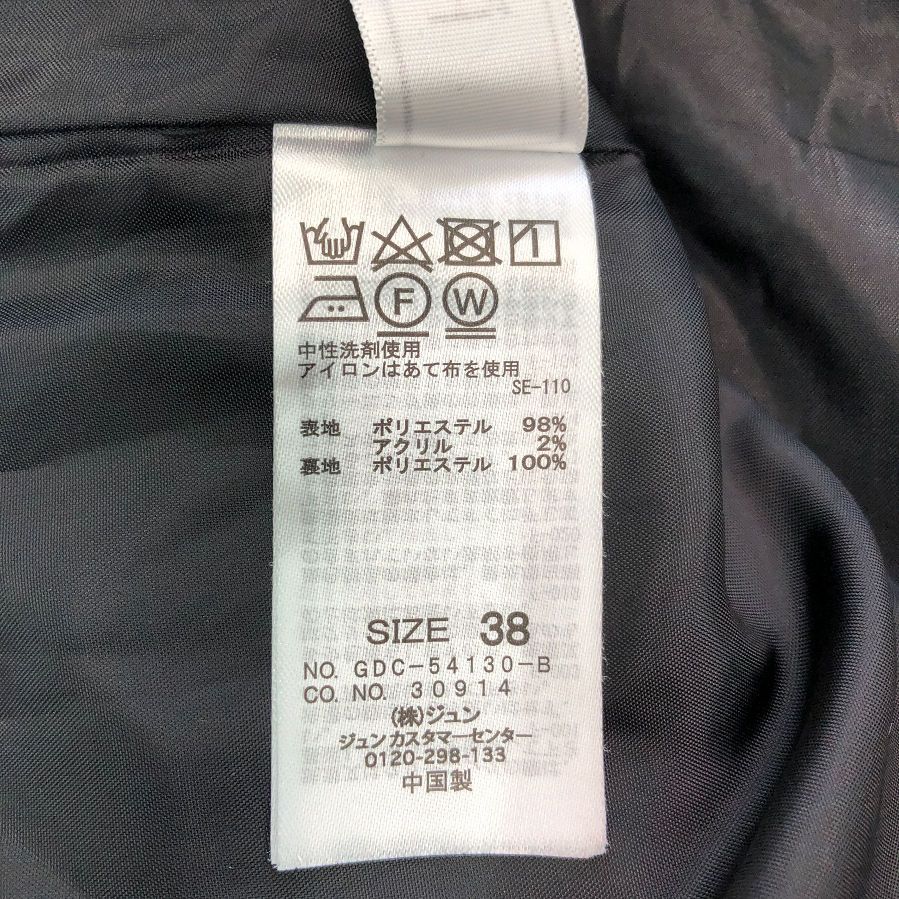 F W
中性洗剤使用
アイロンはあて布を使用
SE-110
表地 ポリエステル 98%
アクリル 2%
裏地 ポリエステル 100%
SIZE 38
NO. GDC-54130-B
CO. NO. 30914
(株)ジュン
ジュンカスタマーセンター
0120-298-133
中国製